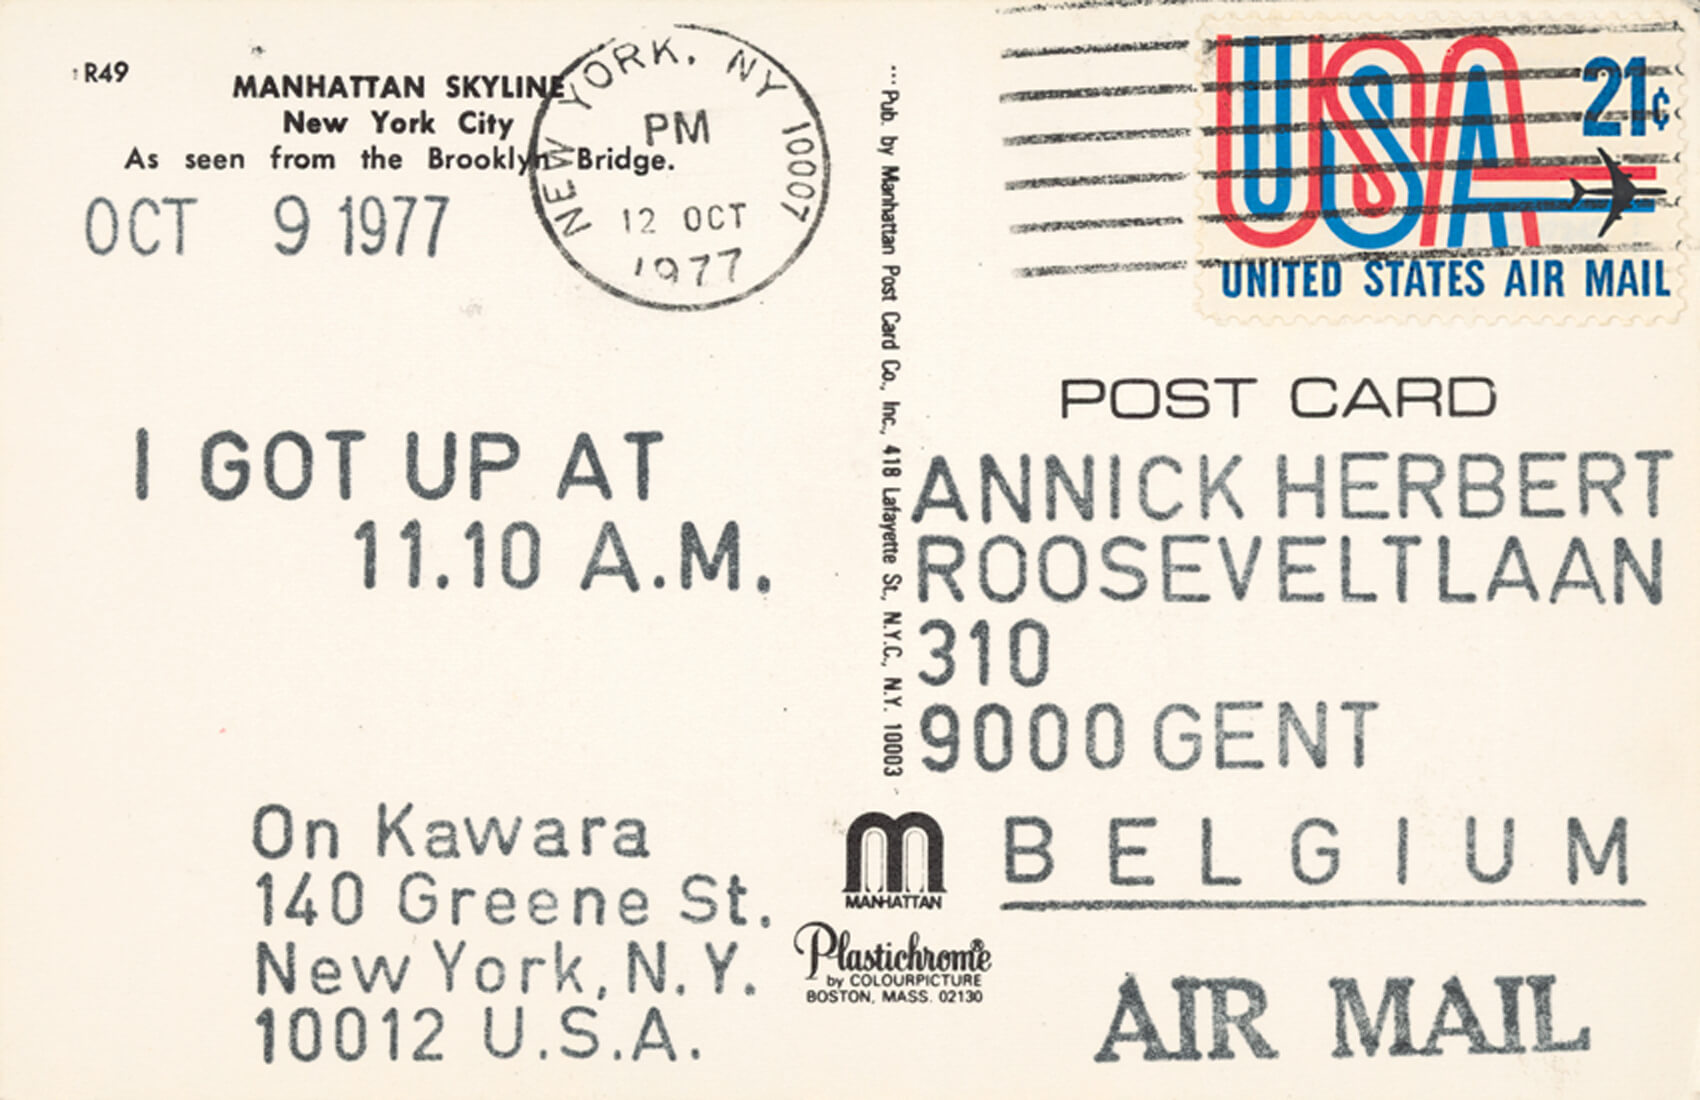 R49
MANHATTAN SKYLINE
New York City
As seen from the Brooklyn Bridge.
OCT 9 1977
NEW YORK, NY 10007
PM
12 OCT
1977
I GOT UP AT
11.10 A.M.
On Kawara
140 Greene St.
New York, N.Y.
10012 U.S.A.
... Pub. by Manhattan Post Card Co., Inc., 418 Lafayette St., N.Y.C., N.Y. 10003
M
MANHATTAN
Plastichrome®
by COLOURPICTURE
BOSTON, MASS. 02130
USA 21¢
UNITED STATES AIR MAIL
POST CARD
ANNICK HERBERT
ROOSEVELTLAAN
310
9000 GENT
BELGIUM
AIR MAIL